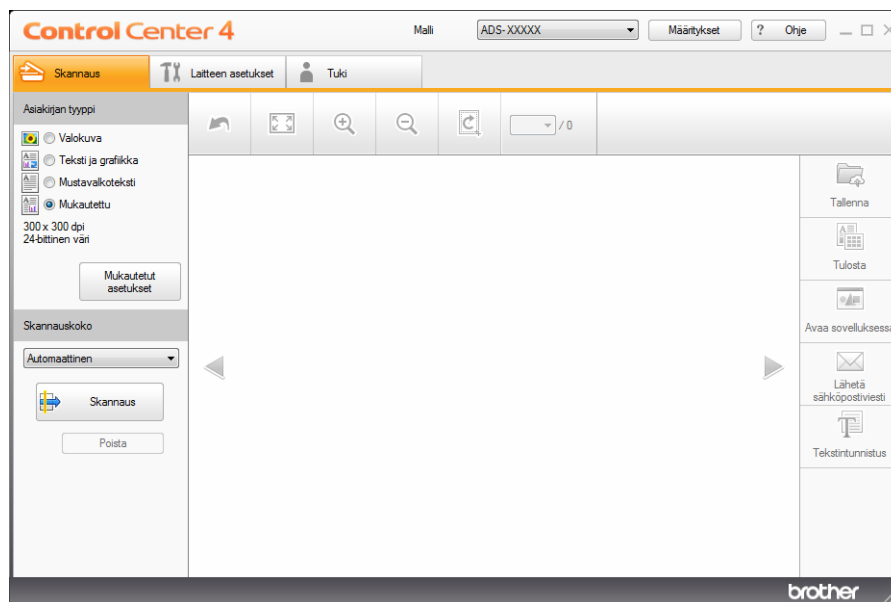 Control Center 4
Malli
ADS-XXXXX
Määritykset
? Ohje
Skannaus
Laitteen asetukset
Tuki
Asiakirjan tyyppi
Valokuva
Teksti ja grafiikka
Mustavalkoteksti
Mukautettu
300 x 300 dpi
24-bittinen väri
Mukautetut
asetukset
Skannauskoko
Automaattinen
Skannaus
Poista
/ 0
Tallenna
Tulosta
Avaa sovelluksessa
Lähetä
sähköpostiviesti
Tekstintunnistus
brother